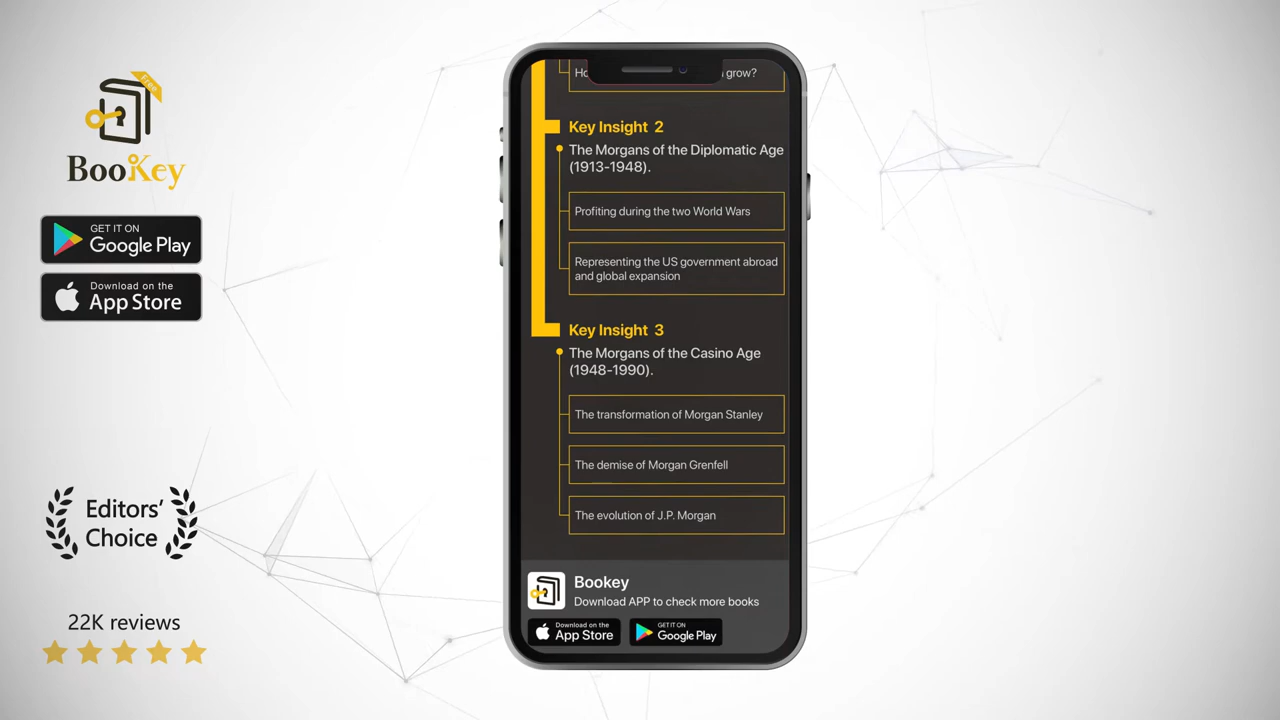 Free
BooKey
GET IT ON
Google Play
Download on the
App Store
Editors'
Choice
22K reviews
grow?
Key Insight 2
The Morgans of the Diplomatic Age
(1913-1948).
Profiting during the two World Wars
Representing the US government abroad
and global expansion
Key Insight 3
The Morgans of the Casino Age
(1948-1990).
The transformation of Morgan Stanley
The demise of Morgan Grenfell
The evolution of J.P. Morgan
Bookey
Download APP to check more books
Download on the
App Store
GET IT ON
Google Play